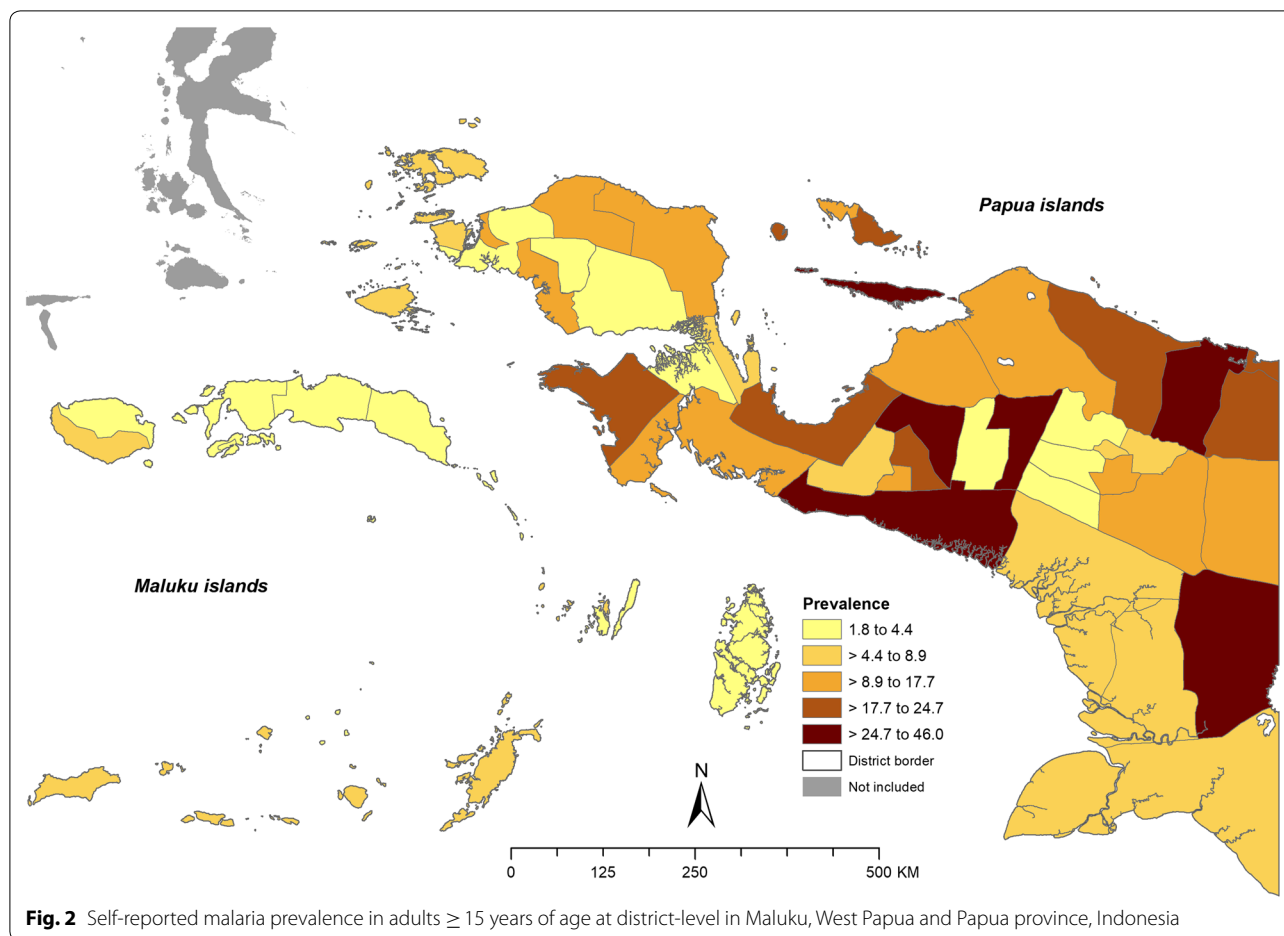 Papua islands
Maluku islands
Prevalence
1.8 to 4.4
> 4.4 to 8.9
> 8.9 to 17.7
> 17.7 to 24.7
> 24.7 to 46.0
District border
Not included
N
0 125 250 500 KM
Fig. 2 Self-reported malaria prevalence in adults ≥ 15 years of age at district-level in Maluku, West Papua and Papua province, Indonesia